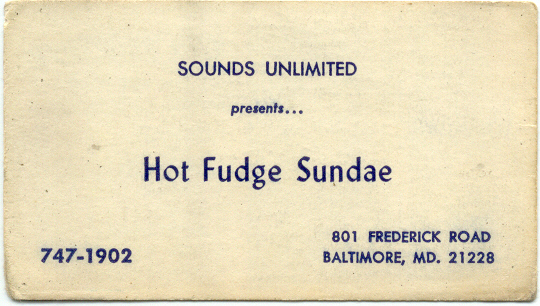 SOUNDS UNLIMITED
presents...
Hot Fudge Sundae
747-1902
801 FREDERICK ROAD
BALTIMORE, MD. 21228